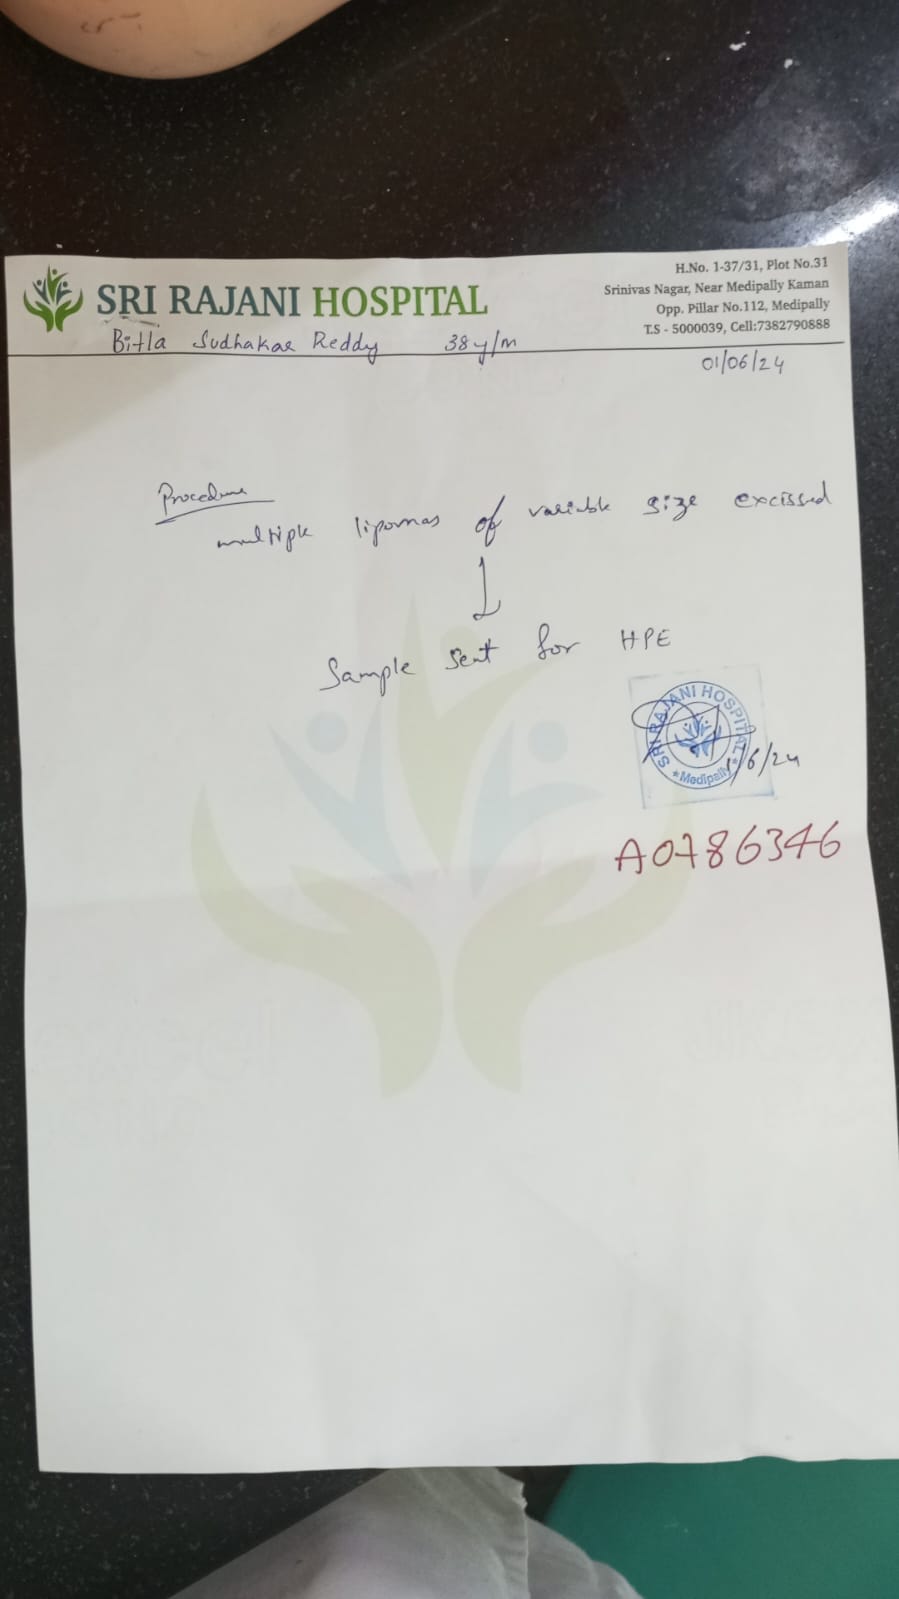 SRI RAJANI HOSPITAL
H.No. 1-37/31, Plot No.31
Srinivas Nagar, Near Medipally Kaman
Opp. Pillar No.112, Medipally
T.S - 5000039, Cell:7382790888
Bitla Sudhakar Reddy 38y/m
01/06/24
Procedure
multiple lipomas of variable size excissed
Sample sent for HPE
SRI RAJANI HOSPITAL
*Medipally*
1/6/24
A0786346